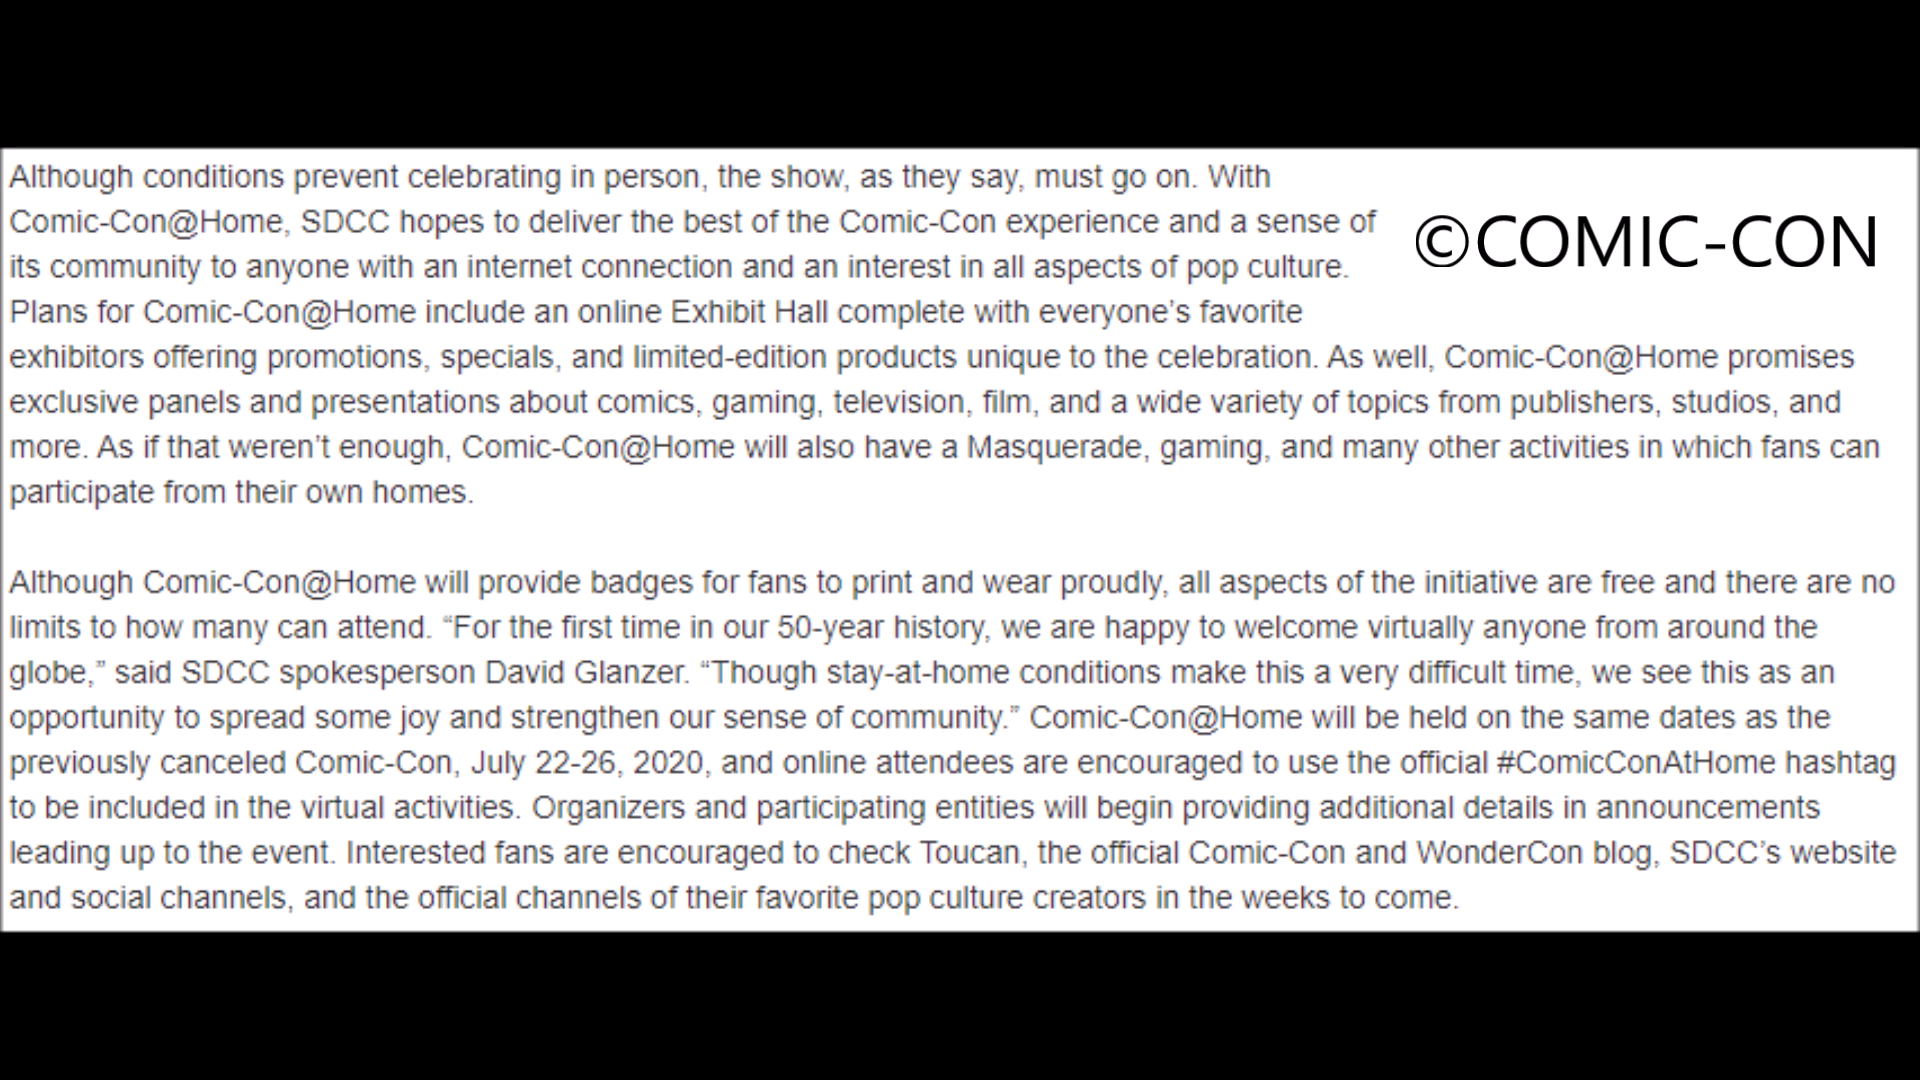 Although conditions prevent celebrating in person, the show, as they say, must go on. With
Comic-Con@Home, SDCC hopes to deliver the best of the Comic-Con experience and a sense of
its community to anyone with an internet connection and an interest in all aspects of pop culture.
Plans for Comic-Con@Home include an online Exhibit Hall complete with everyone’s favorite
exhibitors offering promotions, specials, and limited-edition products unique to the celebration. As well, Comic-Con@Home promises
exclusive panels and presentations about comics, gaming, television, film, and a wide variety of topics from publishers, studios, and
more. As if that weren’t enough, Comic-Con@Home will also have a Masquerade, gaming, and many other activities in which fans can
participate from their own homes.
©COMIC-CON
Although Comic-Con@Home will provide badges for fans to print and wear proudly, all aspects of the initiative are free and there are no
limits to how many can attend. “For the first time in our 50-year history, we are happy to welcome virtually anyone from around the
globe,” said SDCC spokesperson David Glanzer. “Though stay-at-home conditions make this a very difficult time, we see this as an
opportunity to spread some joy and strengthen our sense of community.” Comic-Con@Home will be held on the same dates as the
previously canceled Comic-Con, July 22-26, 2020, and online attendees are encouraged to use the official #ComicConAtHome hashtag
to be included in the virtual activities. Organizers and participating entities will begin providing additional details in announcements
leading up to the event. Interested fans are encouraged to check Toucan, the official Comic-Con and WonderCon blog, SDCC’s website
and social channels, and the official channels of their favorite pop culture creators in the weeks to come.